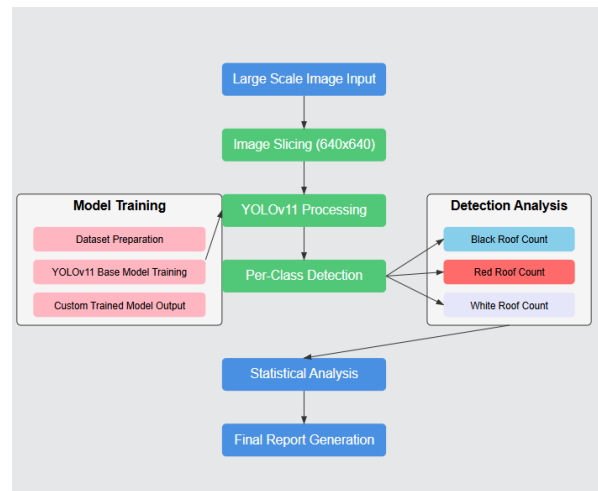 Large Scale Image Input
Image Slicing (640x640)
Model Training
Dataset Preparation
YOLOv11 Base Model Training
Custom Trained Model Output
YOLOv11 Processing
Per-Class Detection
Detection Analysis
Black Roof Count
Red Roof Count
White Roof Count
Statistical Analysis
Final Report Generation